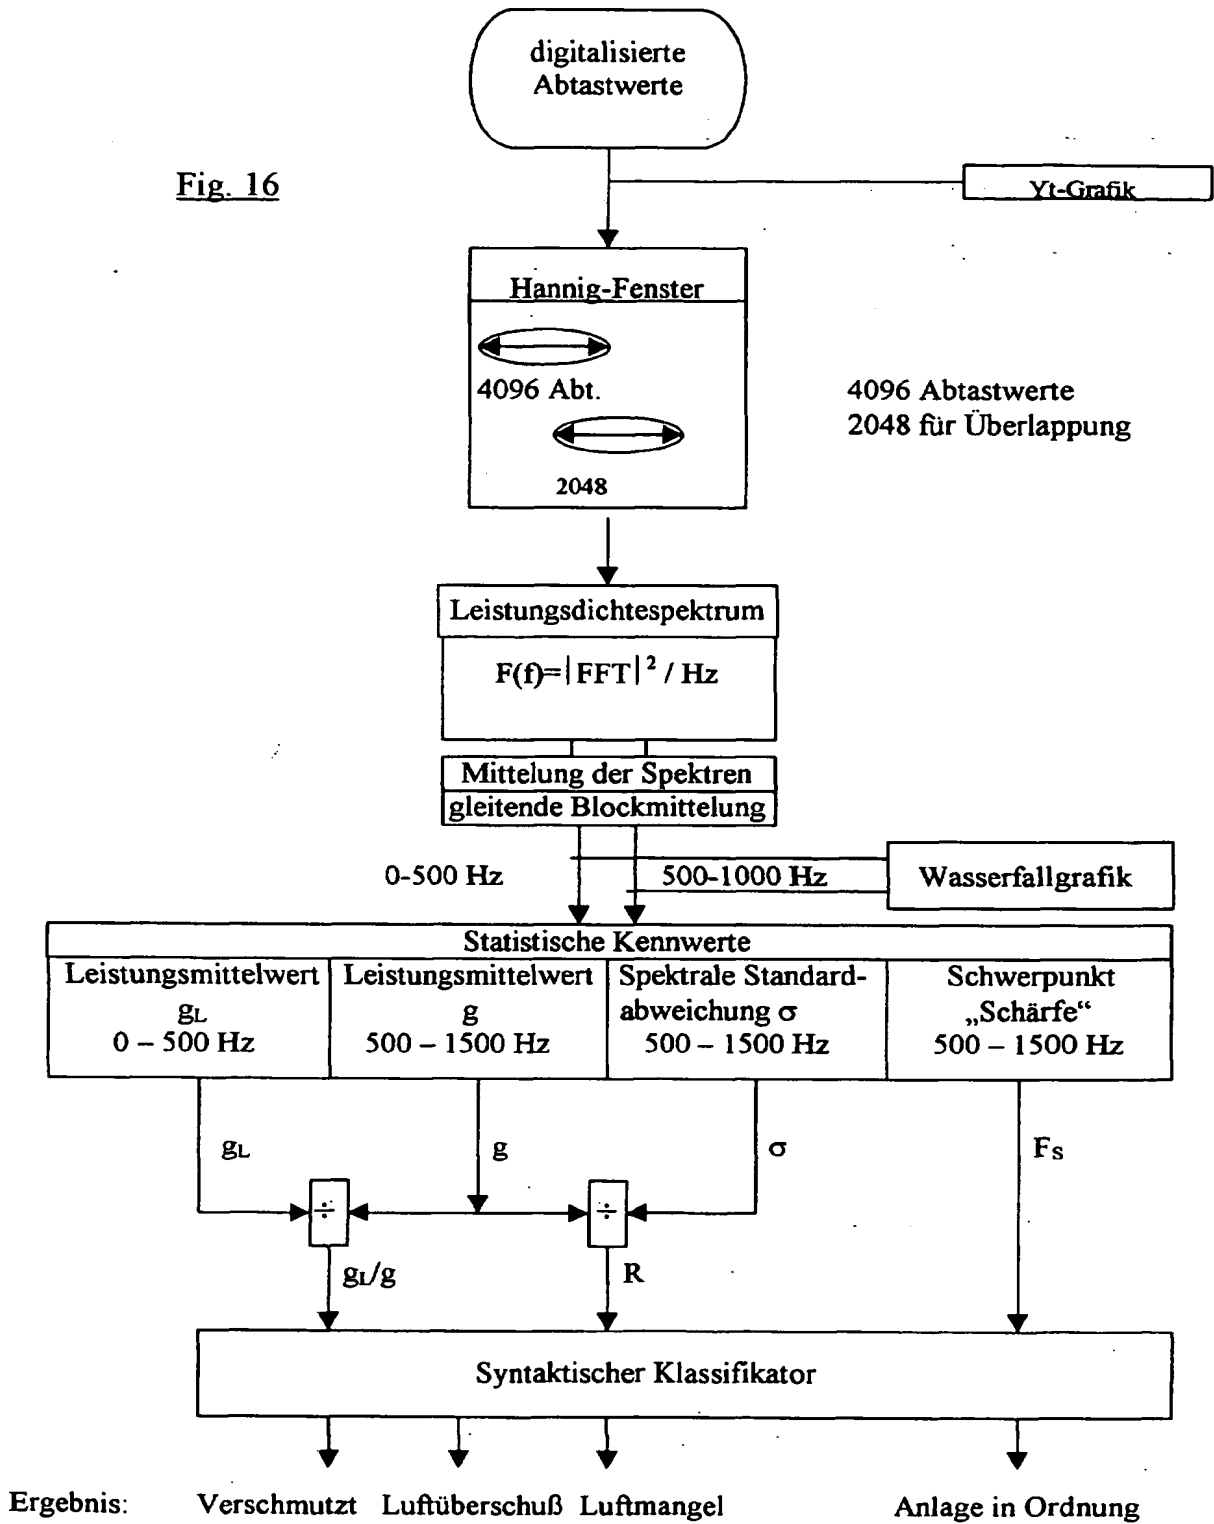 digitalisierte
Abtastwerte
Fig. 16
Yt-Grafik
Hannig-Fenster
4096 Abt.
2048
4096 Abtastwerte
2048 für Überlappung
Leistungsdichtespektrum
F(f)=|FFT|² / Hz
Mittelung der Spektren
gleitende Blockmittelung
0-500 Hz
500-1000 Hz
Wasserfallgrafik
Statistische Kennwerte
Leistungsmittelwert
gL
0 – 500 Hz
Leistungsmittelwert
g
500 – 1500 Hz
Spektrale Standard-
abweichung σ
500 – 1500 Hz
Schwerpunkt
„Schärfe“
500 – 1500 Hz
gL
g
σ
Fs
÷
÷
gL/g
R
Syntaktischer Klassifikator
Ergebnis: Verschmutzt Luftüberschuß Luftmangel Anlage in Ordnung